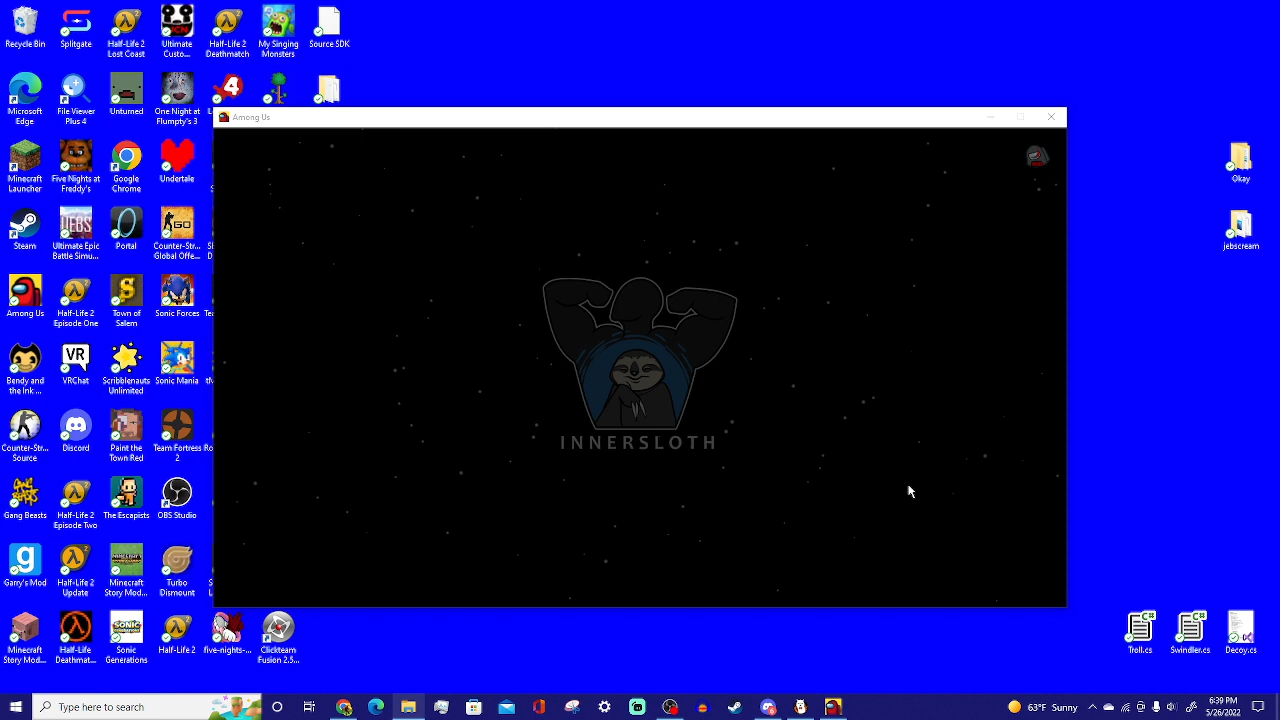 Recycle Bin
Splitgate
Half-Life 2
Lost Coast
Ultimate
Custo...
Half-Life 2
Deathmatch
My Singing
Monsters
Source SDK
Microsoft
Edge
File Viewer
Plus 4
Unturned
One Night at
Flumpty's 3
Among Us
Minecraft
Launcher
Five Nights at
Freddy's
Google
Chrome
Undertale
Okay
Steam
Ultimate Epic
Battle Simu...
Portal
Counter-Str...
Global Offe...
jebscream
Among Us
Half-Life 2
Episode One
Town of
Salem
Sonic Forces
Bendy and
the Ink ...
VR
VRChat
Scribblenauts
Unlimited
Sonic Mania
INNERSLOTH
Counter-Str...
Source
Discord
Paint the
Town Red
Team Fortress
2
Gang Beasts
Half-Life 2
Episode Two
The Escapists
OBS Studio
Garry's Mod
Half-Life 2
Update
Minecraft
Story Mod...
Turbo
Dismount
Minecraft
Story Mod...
Half-Life
Deathmat...
Sonic
Generations
Half-Life 2
five-nights-...
Clickteam
Fusion 2.5...
Troll.cs
Swindler.cs
Decoy.cs
Type here to search
63°F Sunny
6:39 PM
5/26/2022